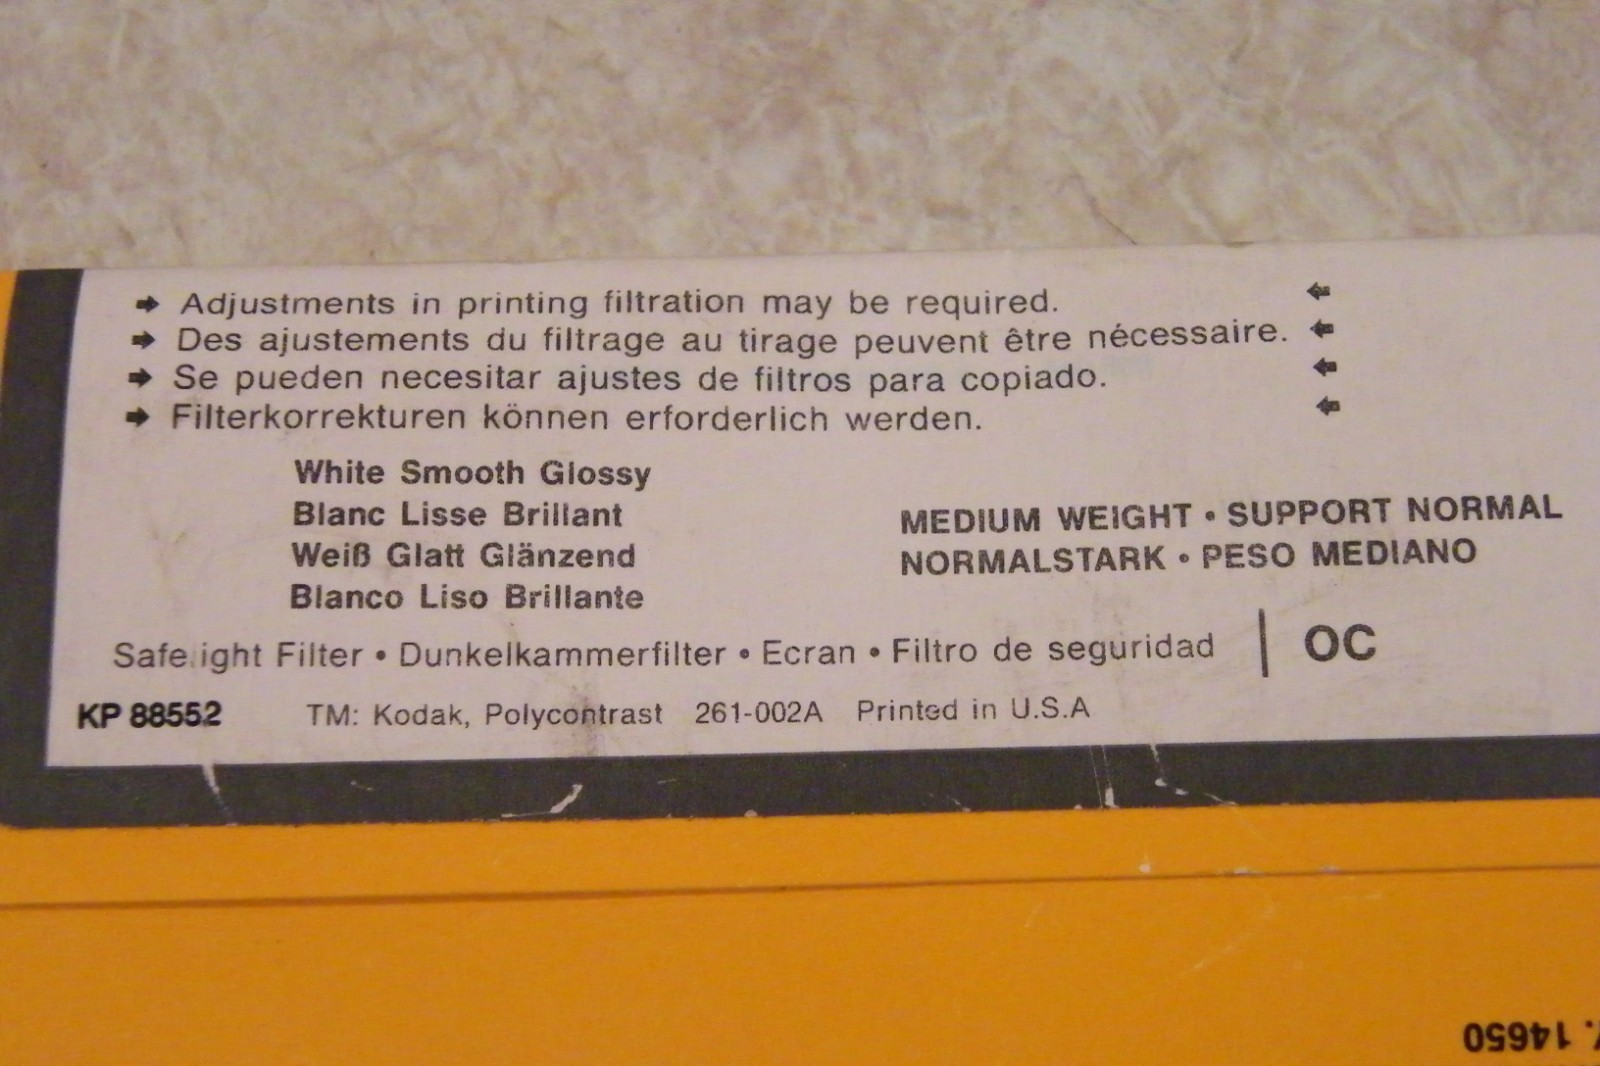 ➡ Adjustments in printing filtration may be required. ⬅
➡ Des ajustements du filtrage au tirage peuvent être nécessaire. ⬅
➡ Se pueden necesitar ajustes de filtros para copiado. ⬅
➡ Filterkorrekturen können erforderlich werden. ⬅
White Smooth Glossy
Blanc Lisse Brillant
Weiß Glatt Glänzend
Blanco Liso Brillante
MEDIUM WEIGHT • SUPPORT NORMAL
NORMALSTARK • PESO MEDIANO
Safelight Filter • Dunkelkammerfilter • Ecran • Filtro de seguridad | OC
KP 88552 TM: Kodak, Polycontrast 261-002A Printed in U.S.A
14650